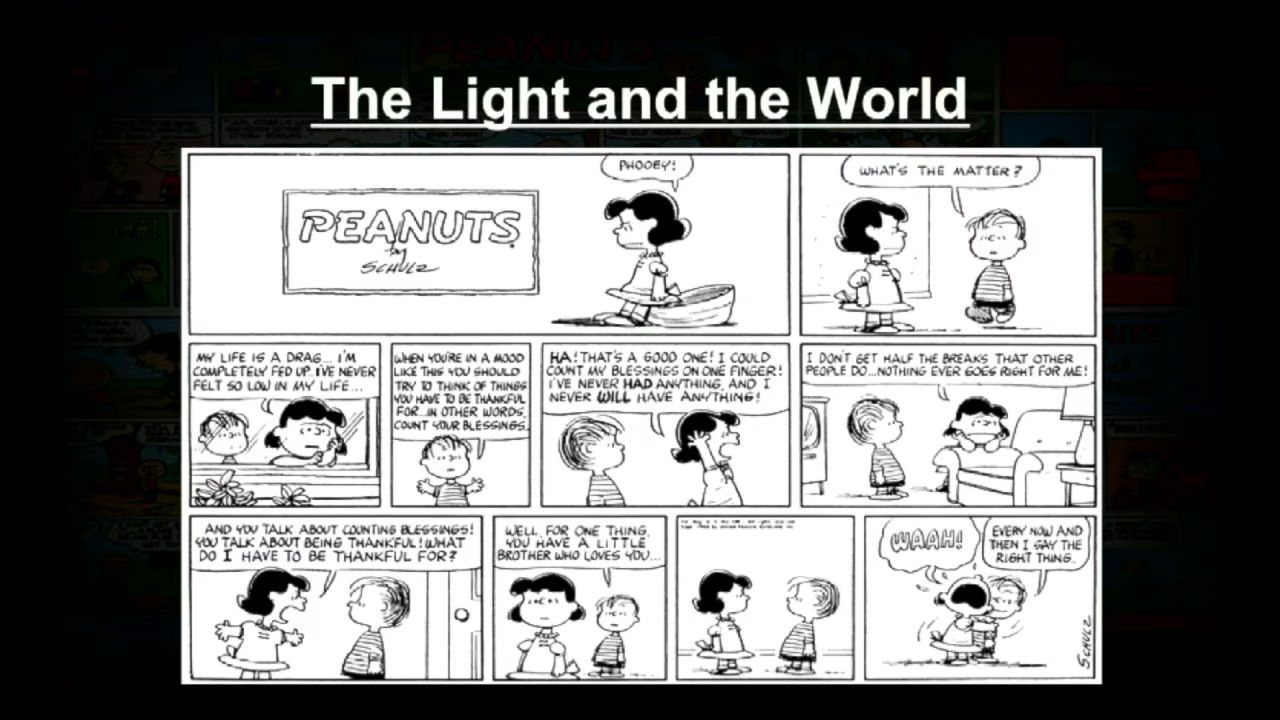 The Light and the World
PHOOEY!
PEANUTS
BY
SCHULZ
WHAT'S THE MATTER?
MY LIFE IS A DRAG... I'M
COMPLETELY FED UP. I'VE NEVER
FELT SO LOW IN MY LIFE...
WHEN YOU'RE IN A MOOD
LIKE THIS YOU SHOULD
TRY TO THINK OF THINGS
YOU HAVE TO BE THANKFUL
FOR...IN OTHER WORDS,
COUNT YOUR BLESSINGS.
HA! THAT'S A GOOD ONE! I COULD
COUNT MY BLESSINGS ON ONE FINGER!
I'VE NEVER HAD ANYTHING, AND I
NEVER WILL HAVE ANYTHING!
I DON'T GET HALF THE BREAKS THAT OTHER
PEOPLE DO...NOTHING EVER GOES RIGHT FOR ME!
AND YOU TALK ABOUT COUNTING BLESSINGS!
YOU TALK ABOUT BEING THANKFUL! WHAT
DO I HAVE TO BE THANKFUL FOR?
WELL, FOR ONE THING,
YOU HAVE A LITTLE
BROTHER WHO LOVES YOU...
WAAH!
EVERY NOW AND
THEN I SAY THE
RIGHT THING..
SCHULZ